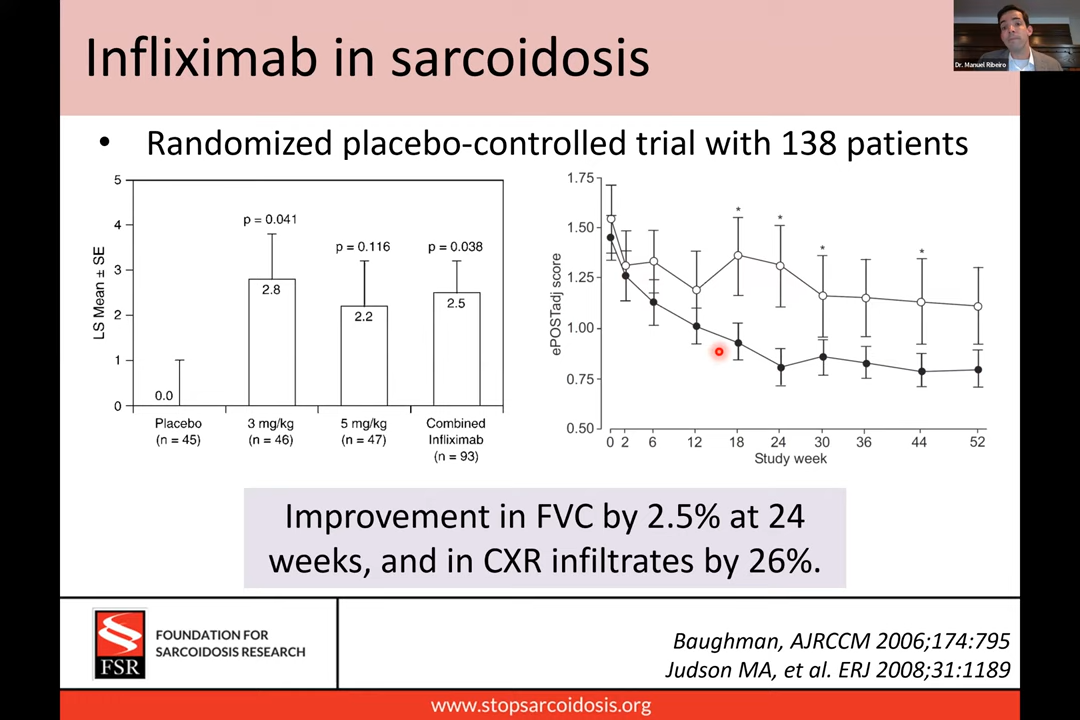 Infliximab in sarcoidosis
Dr. Manuel Ribeiro
• Randomized placebo-controlled trial with 138 patients
LS Mean ± SE
5
4
3
2
1
0
p = 0.041
p = 0.116
p = 0.038
0.0
2.8
2.2
2.5
Placebo
(n = 45)
3 mg/kg
(n = 46)
5 mg/kg
(n = 47)
Combined
Infliximab
(n = 93)
ePOSTadj score
1.75
1.50
1.25
1.00
0.75
0.50
* * * *
0 2 6 12 18 24 30 36 44 52
Study week
Improvement in FVC by 2.5% at 24
weeks, and in CXR infiltrates by 26%.
FSR
FOUNDATION FOR
SARCOIDOSIS RESEARCH
Baughman, AJRCCM 2006;174:795
Judson MA, et al. ERJ 2008;31:1189
www.stopsarcoidosis.org